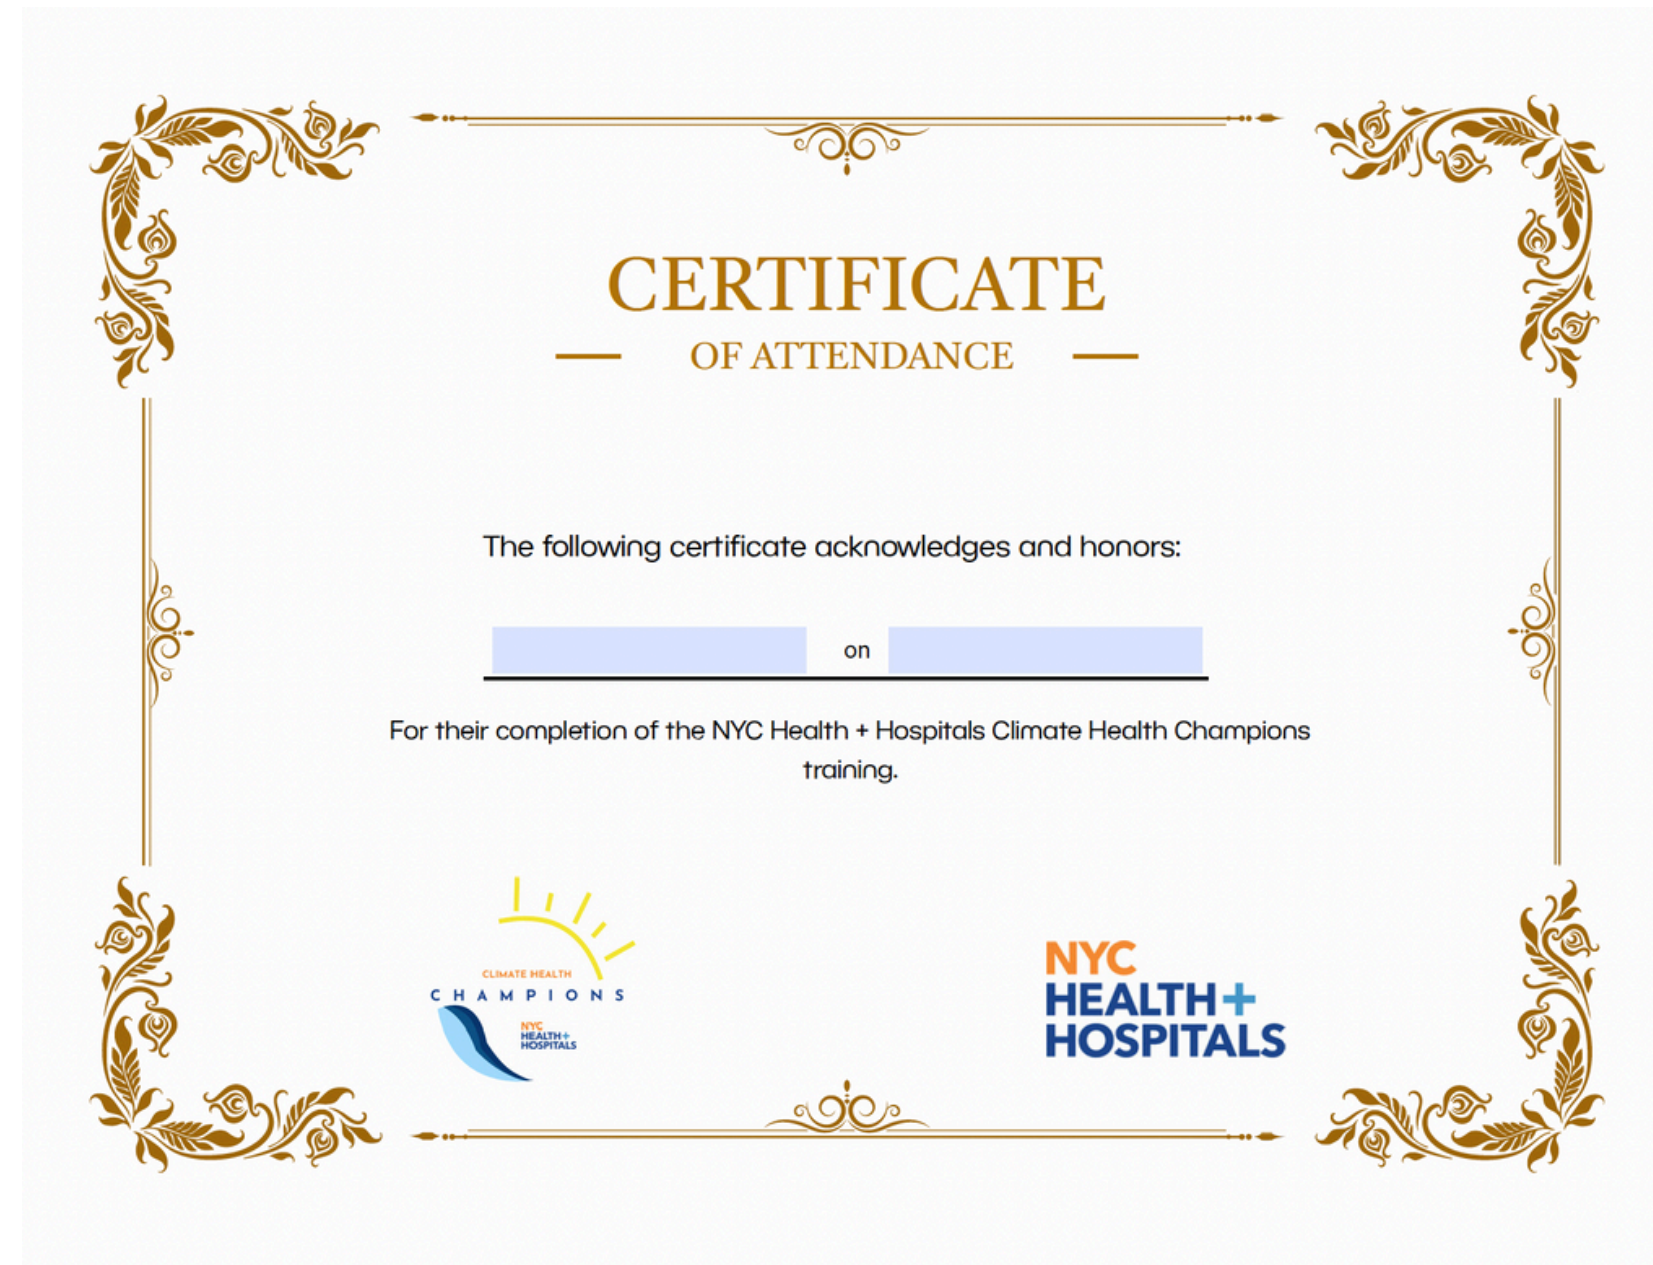 CERTIFICATE
OF ATTENDANCE
The following certificate acknowledges and honors:
on
For their completion of the NYC Health + Hospitals Climate Health Champions
training.
CLIMATE HEALTH
CHAMPIONS
NYC
HEALTH+
HOSPITALS
NYC
HEALTH+
HOSPITALS